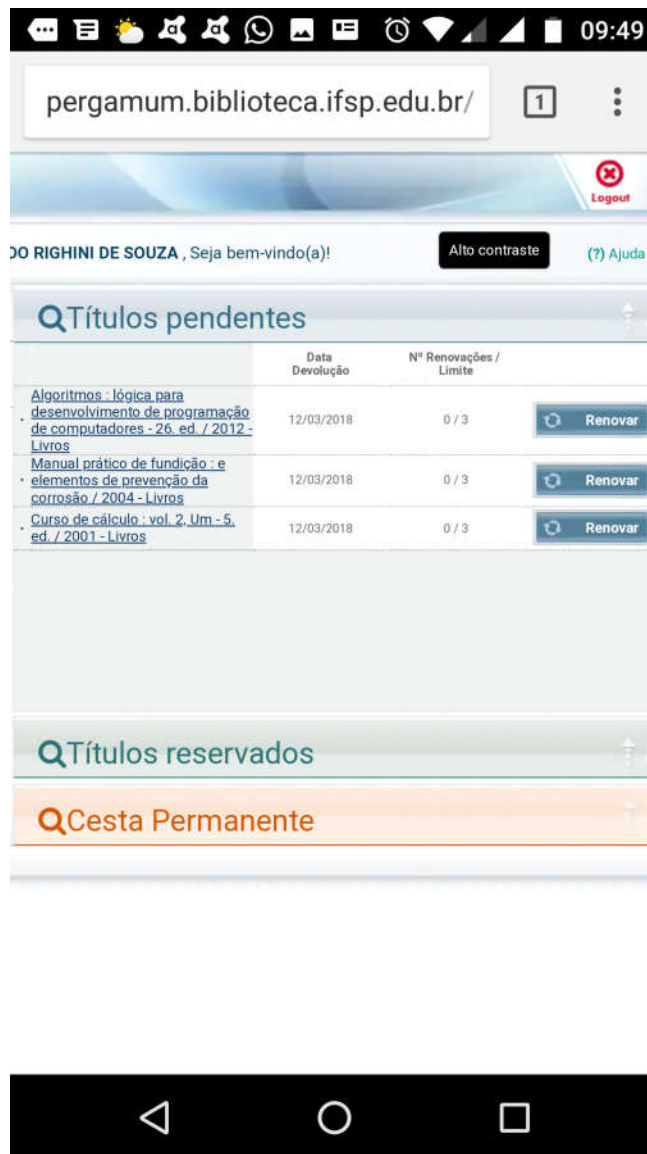 09:49
pergamum.biblioteca.ifsp.edu.br/
1
Logout
DO RIGHINI DE SOUZA , Seja bem-vindo(a)!
Alto contraste
(?) Ajuda
Títulos pendentes
Data
Devolução
Nº Renovações /
Limite
Algoritmos : lógica para
desenvolvimento de programação
de computadores - 26. ed. / 2012 -
Livros
12/03/2018
0 / 3
Renovar
Manual prático de fundição : e
elementos de prevenção da
corrosão / 2004 - Livros
12/03/2018
0 / 3
Renovar
Curso de cálculo : vol. 2, Um - 5.
ed. / 2001 - Livros
12/03/2018
0 / 3
Renovar
Títulos reservados
Cesta Permanente